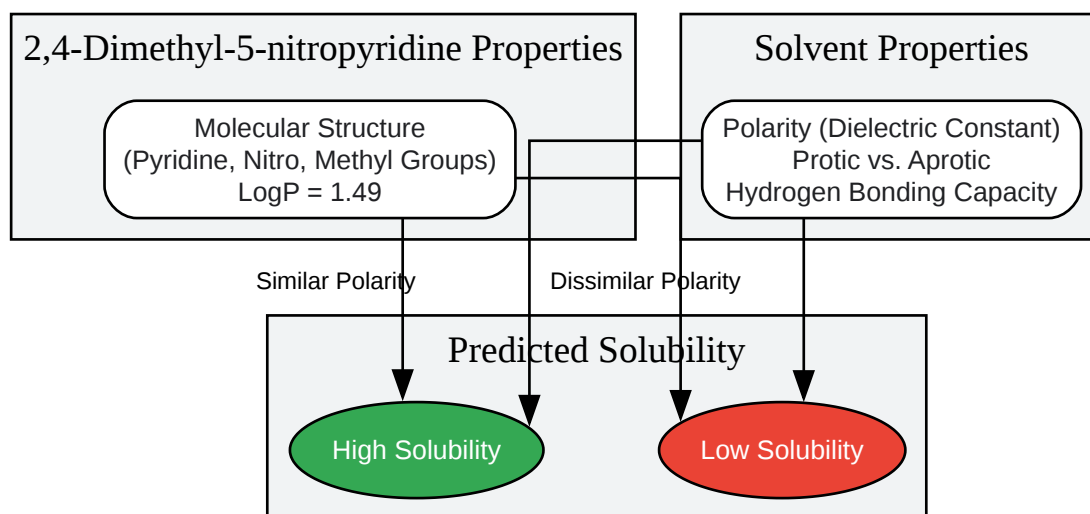 2,4-Dimethyl-5-nitropyridine Properties
Molecular Structure
(Pyridine, Nitro, Methyl Groups)
LogP = 1.49
Solvent Properties
Polarity (Dielectric Constant)
Protic vs. Aprotic
Hydrogen Bonding Capacity
Similar Polarity
Dissimilar Polarity
Predicted Solubility
High Solubility
Low Solubility